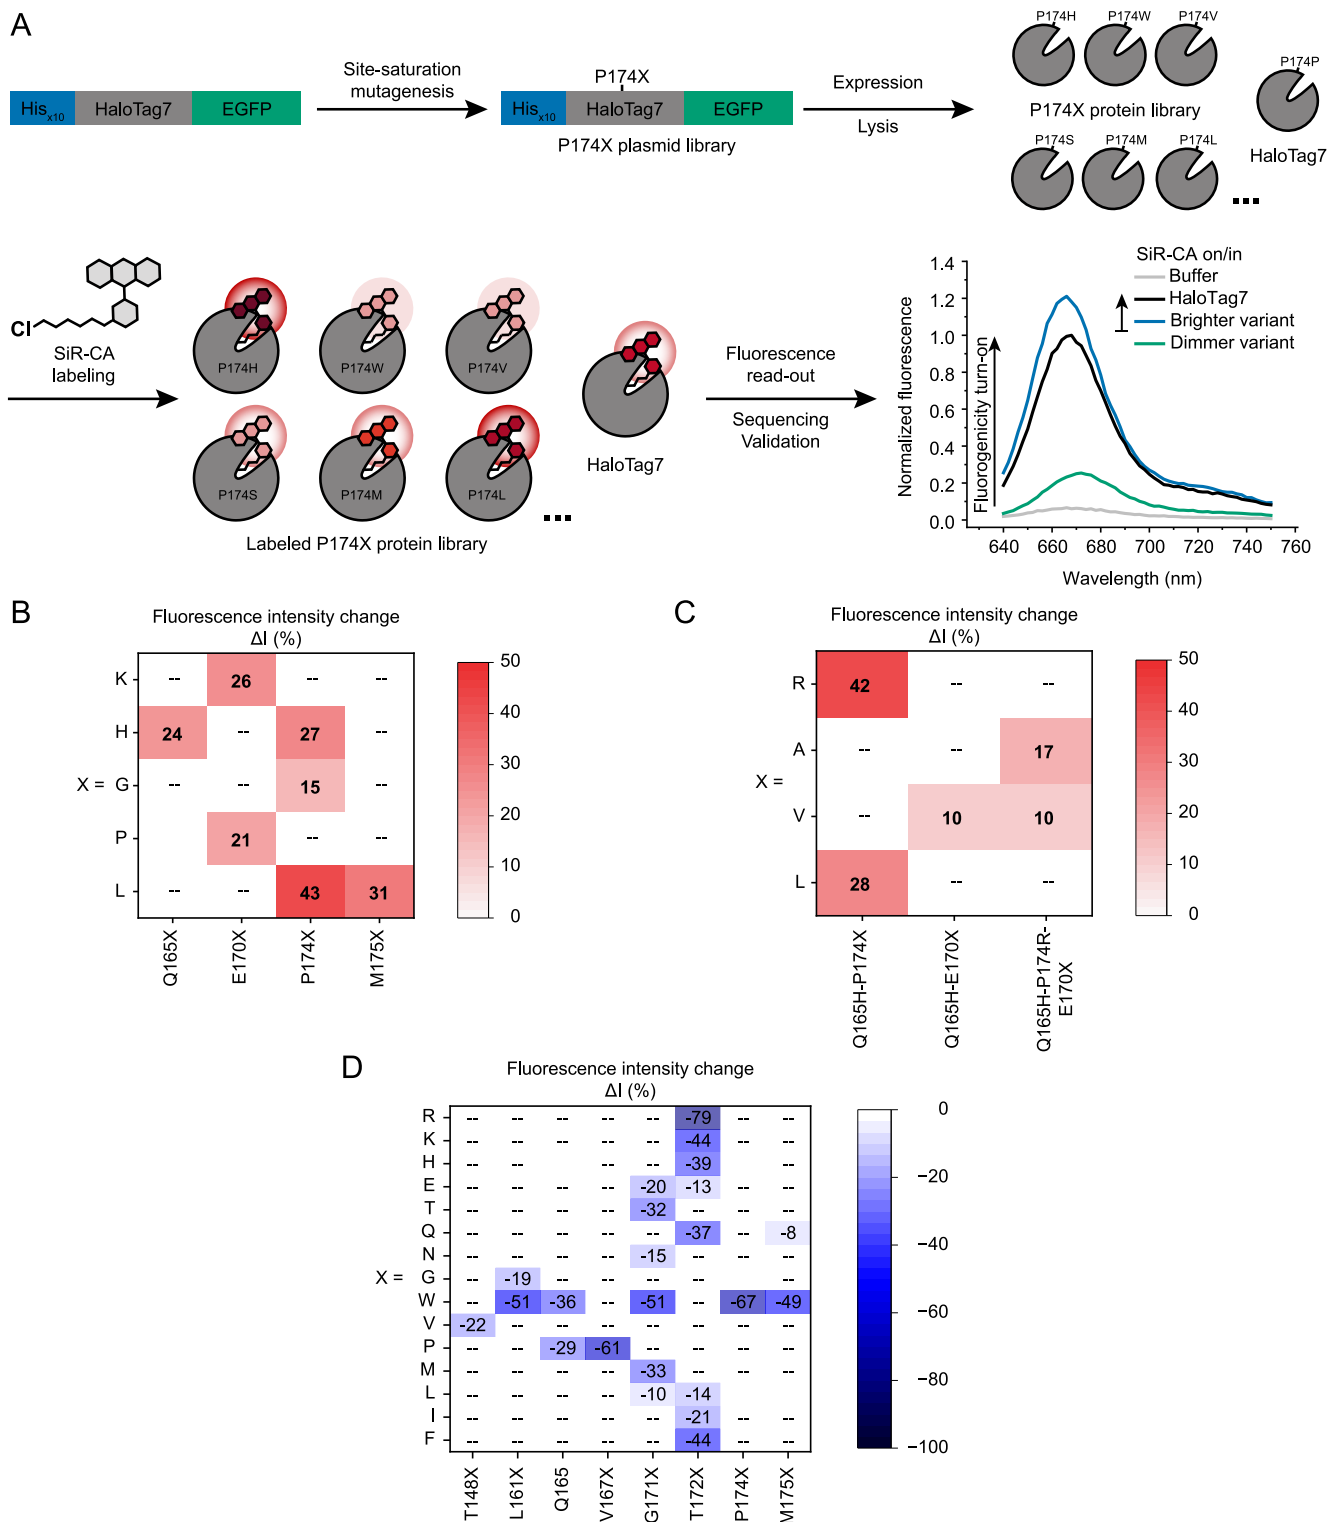 A
His x10 HaloTag7 EGFP
Site-saturation
mutagenesis
P174X
His x10 HaloTag7 EGFP
P174X plasmid library
Expression
Lysis
P174H P174W P174V
P174X protein library
P174S P174M P174L
...
P174P
HaloTag7
Cl
SiR-CA
labeling
P174H P174W P174V
P174S P174M P174L
...
Labeled P174X protein library
HaloTag7
Fluorescence
read-out
Sequencing
Validation
SiR-CA on/in
Buffer
HaloTag7
Brighter variant
Dimmer variant
Normalized fluorescence
Fluorogenicity turn-on
1.4
1.2
1.0
0.8
0.6
0.4
0.2
0.0
640 660 680 700 720 740 760
Wavelength (nm)
B
Fluorescence intensity change
ΔI (%)
X =
K -- 26 -- --
H 24 -- 27 --
G -- -- 15 --
P -- 21 -- --
L -- -- 43 31
Q165X E170X P174X M175X
50
40
30
20
10
0
C
Fluorescence intensity change
ΔI (%)
X =
R 42 -- --
A -- -- 17
V -- 10 10
L 28 -- --
Q165H-P174X
Q165H-E170X
Q165H-P174R-
E170X
50
40
30
20
10
0
D
Fluorescence intensity change
ΔI (%)
X =
R -- -- -- -- -- -79 -- --
K -- -- -- -- -- -44 -- --
H -- -- -- -- -- -39 -- --
E -- -- -- -- -20 -13 -- --
T -- -- -- -- -32 -- -- --
Q -- -- -- -- -- -37 -- -8
N -- -- -- -- -15 -- -- --
G -- -19 -- -- -- -- -- --
W -- -51 -36 -- -51 -- -67 -49
V -22 -- -- -- -- -- -- --
P -- -- -29 -61 -- -- -- --
M -- -- -- -- -33 -- -- --
L -- -- -- -- -10 -14 -- --
I -- -- -- -- -- -21 -- --
F -- -- -- -- -- -44 -- --
T148X L161X Q165 V167X G171X T172X P174X M175X
0
−20
−40
−60
−80
−100